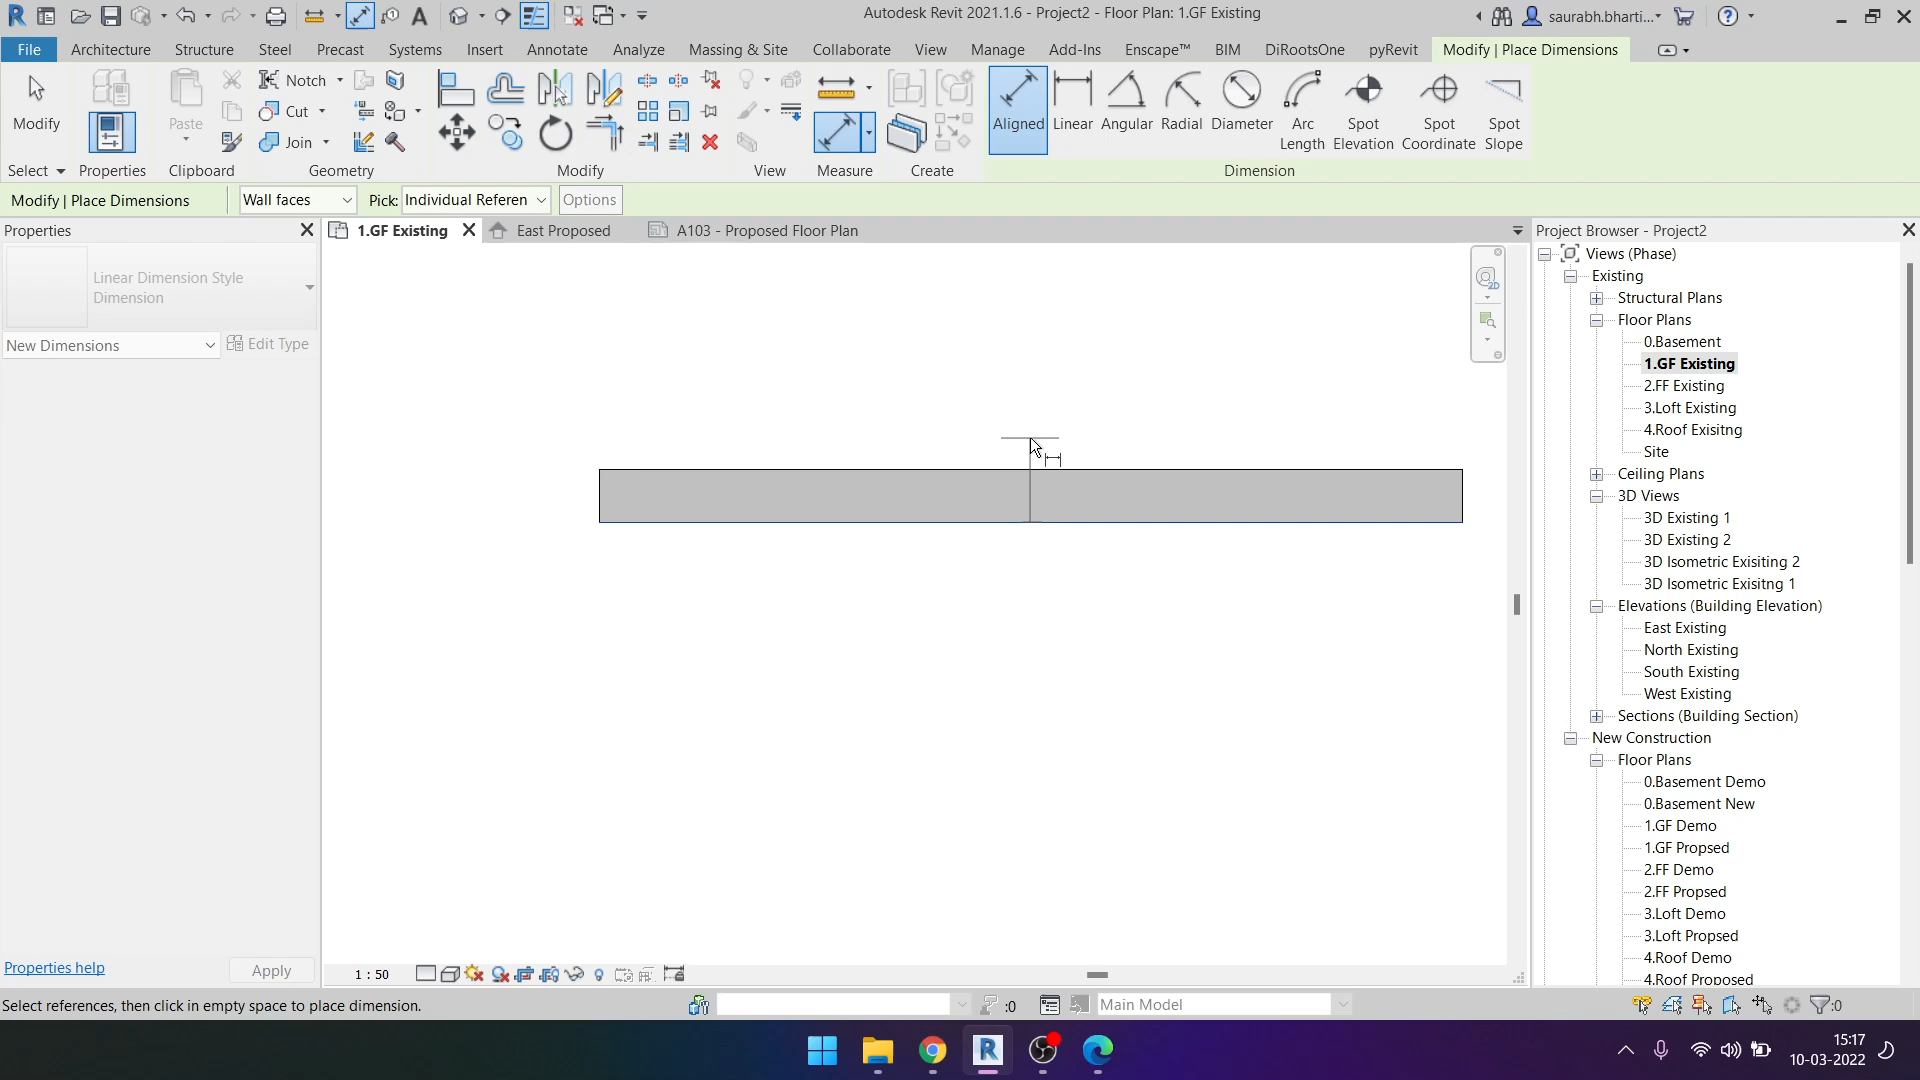 Autodesk Revit 2021.1.6 - Project2 - Floor Plan: 1.GF Existing
saurabh.bharti...
File
Architecture
Structure
Steel
Precast
Systems
Insert
Annotate
Analyze
Massing & Site
Collaborate
View
Manage
Add-Ins
Enscape™
BIM
DiRootsOne
pyRevit
Modify | Place Dimensions
Modify
Paste
Notch
Cut
Join
Aligned
Linear
Angular
Radial
Diameter
Arc
Length
Spot
Elevation
Spot
Coordinate
Spot
Slope
Select
Properties
Clipboard
Geometry
Modify
View
Measure
Create
Dimension
Modify | Place Dimensions
Wall faces
Pick:
Individual Referen
Options
Properties
Linear Dimension Style
Dimension
New Dimensions
Edit Type
Properties help
Apply
1.GF Existing
East Proposed
A103 - Proposed Floor Plan
2D
1 : 50
Project Browser - Project2
Views (Phase)
Existing
Structural Plans
Floor Plans
0.Basement
1.GF Existing
2.FF Existing
3.Loft Existing
4.Roof Exisitng
Site
Ceiling Plans
3D Views
3D Existing 1
3D Existing 2
3D Isometric Exisiting 2
3D Isometric Exisitng 1
Elevations (Building Elevation)
East Existing
North Existing
South Existing
West Existing
Sections (Building Section)
New Construction
Floor Plans
0.Basement Demo
0.Basement New
1.GF Demo
1.GF Propsed
2.FF Demo
2.FF Propsed
3.Loft Demo
3.Loft Propsed
4.Roof Demo
4.Roof Proposed
Select references, then click in empty space to place dimension.
:0
Main Model
:0
15:17
10-03-2022